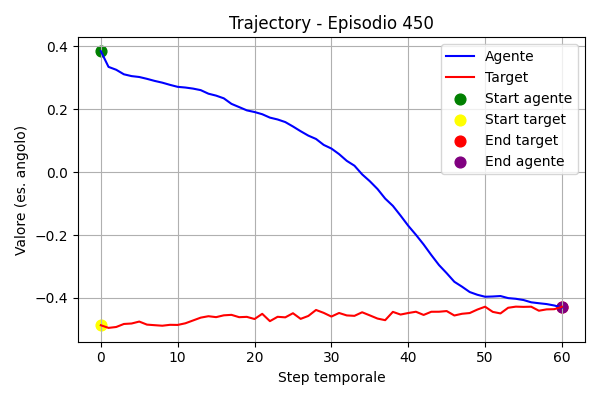 Trajectory - Episodio 450
Valore (es. angolo)
0.4
0.2
0.0
−0.2
−0.4
Agente
Target
Start agente
Start target
End target
End agente
0 10 20 30 40 50 60
Step temporale